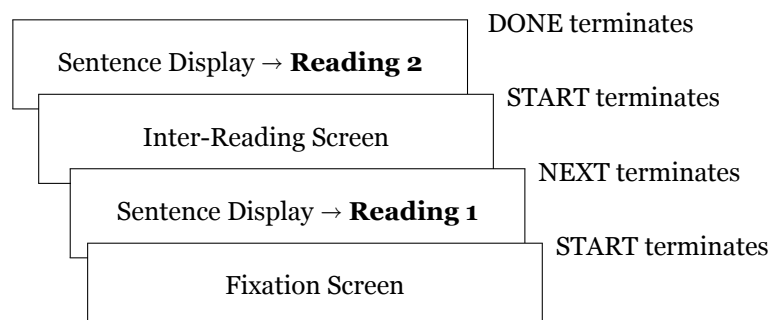 DONE terminates
Sentence Display → Reading 2
START terminates
Inter-Reading Screen
NEXT terminates
Sentence Display → Reading 1
START terminates
Fixation Screen